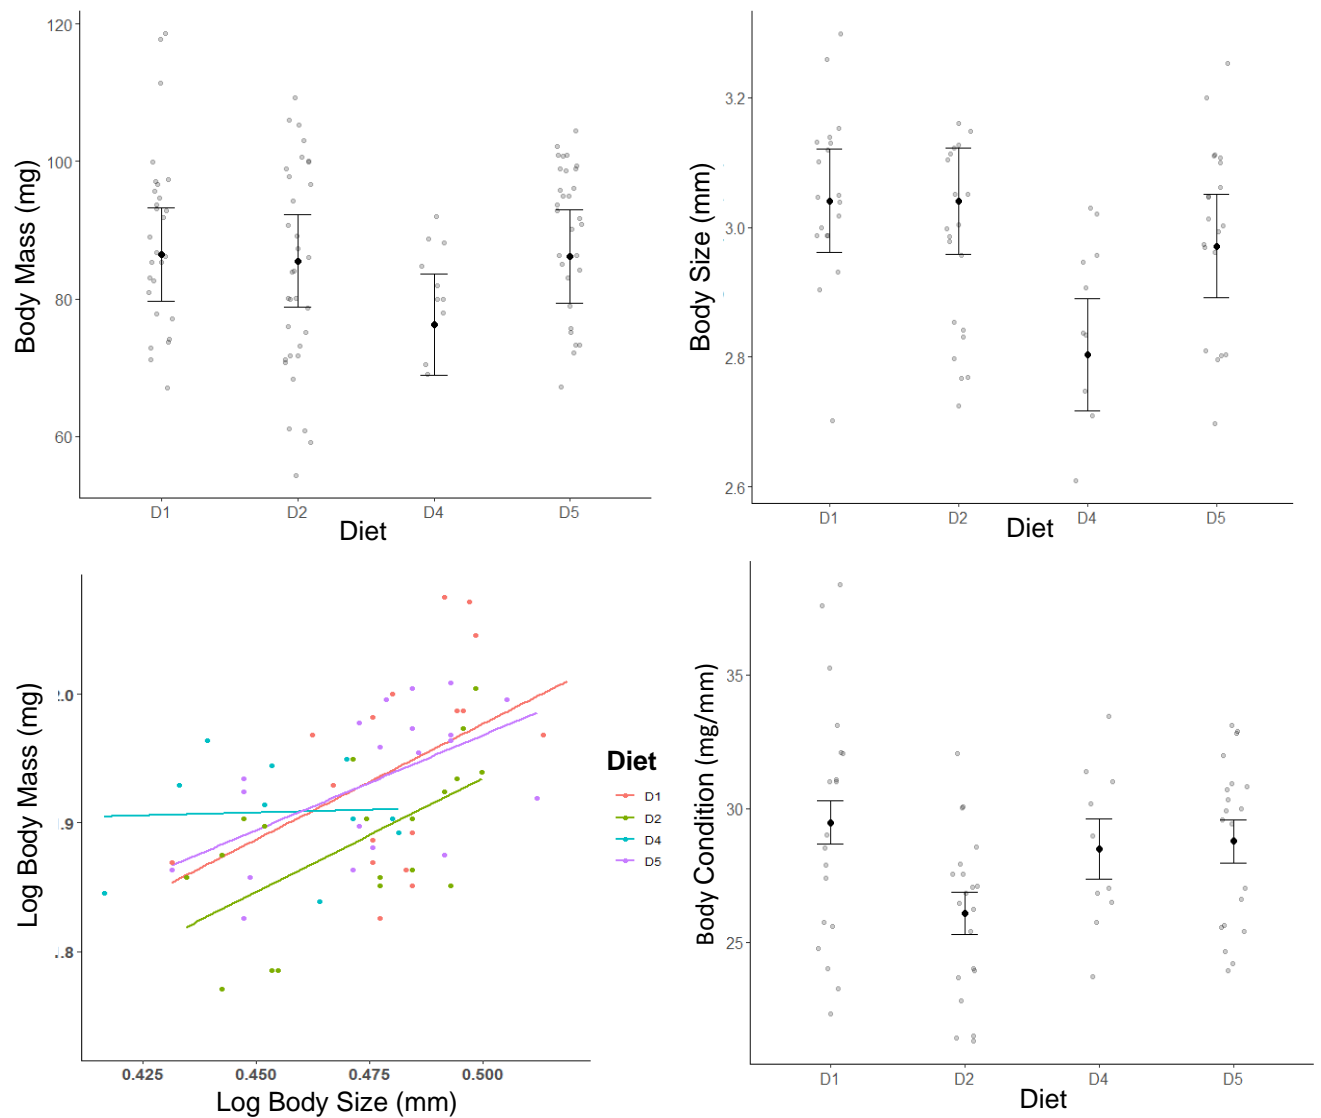 120
100
80
60
Body Mass (mg)
D1 D2 D4 D5
Diet
3.2
3.0
2.8
2.6
Body Size (mm)
D1 D2 D4 D5
Diet
2.0
.9
.8
Log Body Mass (mg)
0.425 0.450 0.475 0.500
Log Body Size (mm)
Diet
D1
D2
D4
D5
35
30
25
Body Condition (mg/mm)
D1 D2 D4 D5
Diet